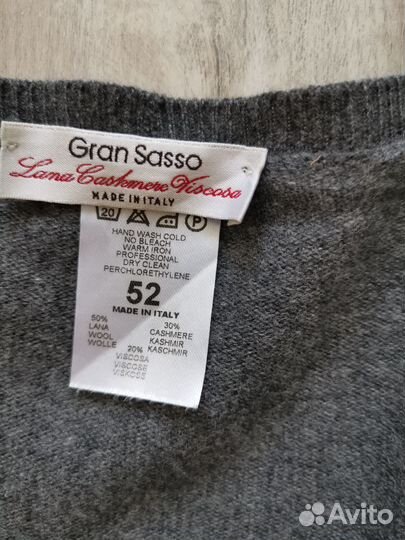 Gran Sasso
Lana Cashmere Viscosa
MADE IN ITALY
20 P
HAND WASH COLD
NO BLEACH
WARM IRON
PROFESSIONAL
DRY CLEAN
PERCHLORETHYLENE
52
MADE IN ITALY
50%
LANA
WOOL
WOLLE
30%
CASHMERE
KASHMIR
KASCHMIR
20%
VISCOSA
VISCOSE
VISKOSE
Avito